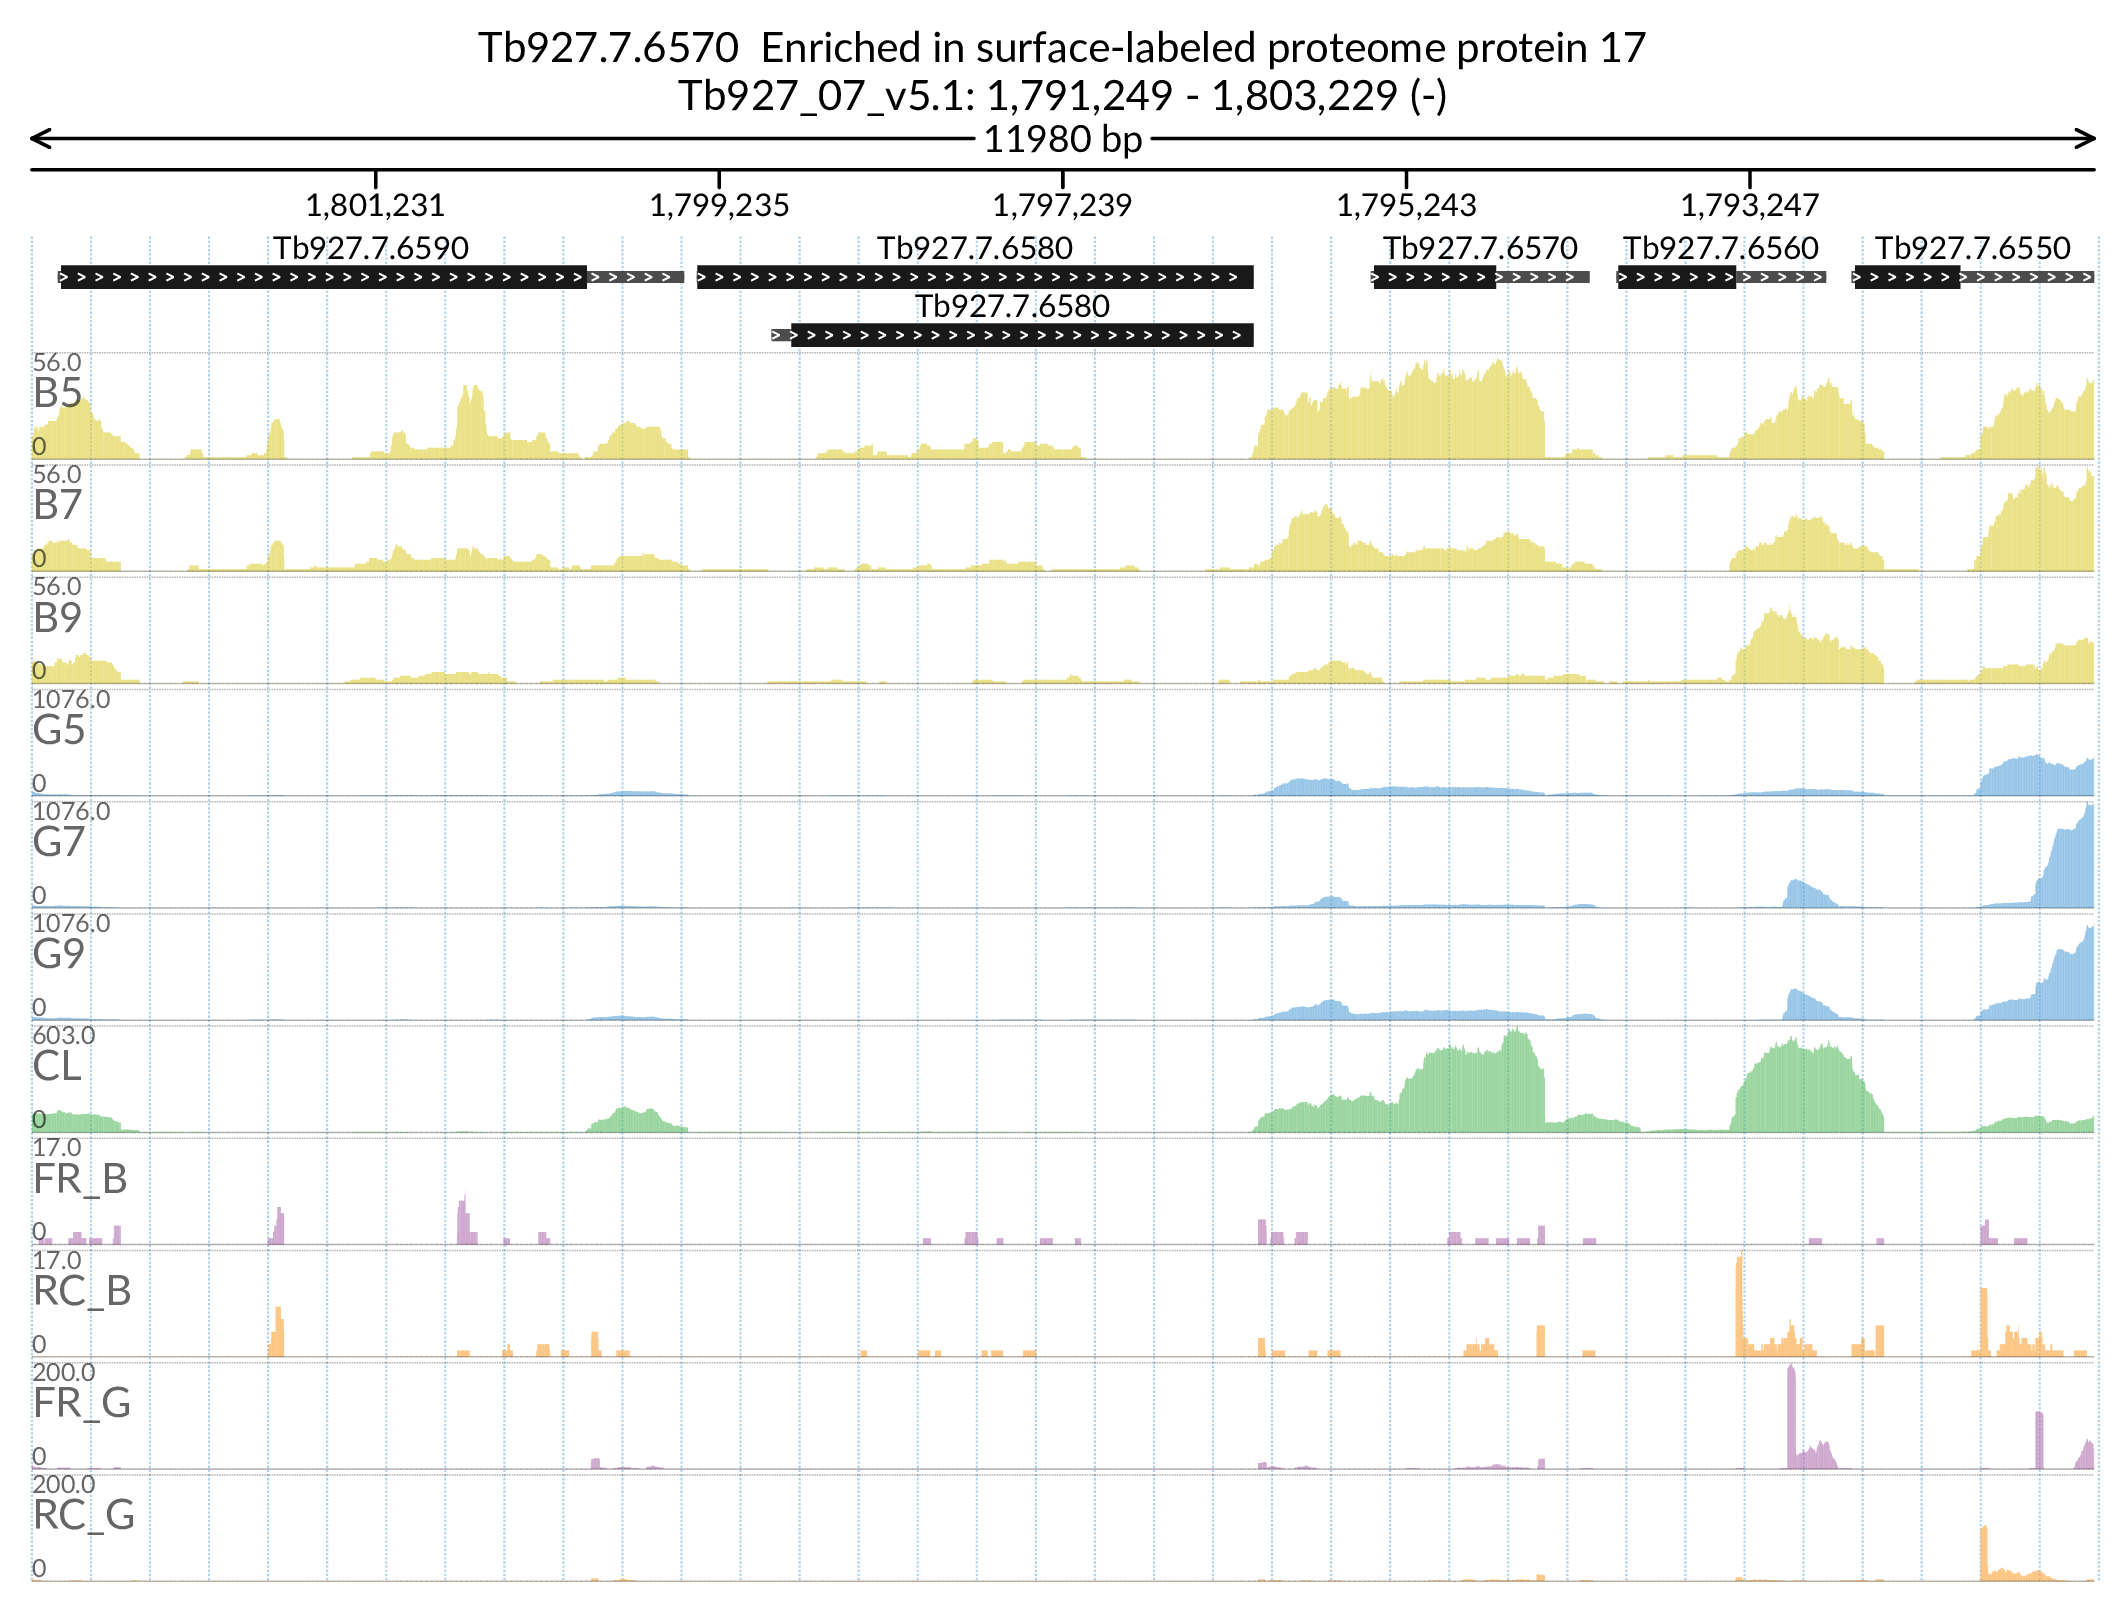 Tb927.7.6570  Enriched in surface-labeled proteome protein 17
Tb927_07_v5.1: 1,791,249 - 1,803,229 (-)
11980 bp
1,801,231 1,799,235 1,797,239 1,795,243 1,793,247
Tb927.7.6590 Tb927.7.6580 Tb927.7.6570 Tb927.7.6560 Tb927.7.6550
Tb927.7.6580
56.0
B5
0
56.0
B7
0
56.0
B9
0
1076.0
G5
0
1076.0
G7
0
1076.0
G9
0
603.0
CL
0
17.0
FR_B
0
17.0
RC_B
0
200.0
FR_G
0
200.0
RC_G
0